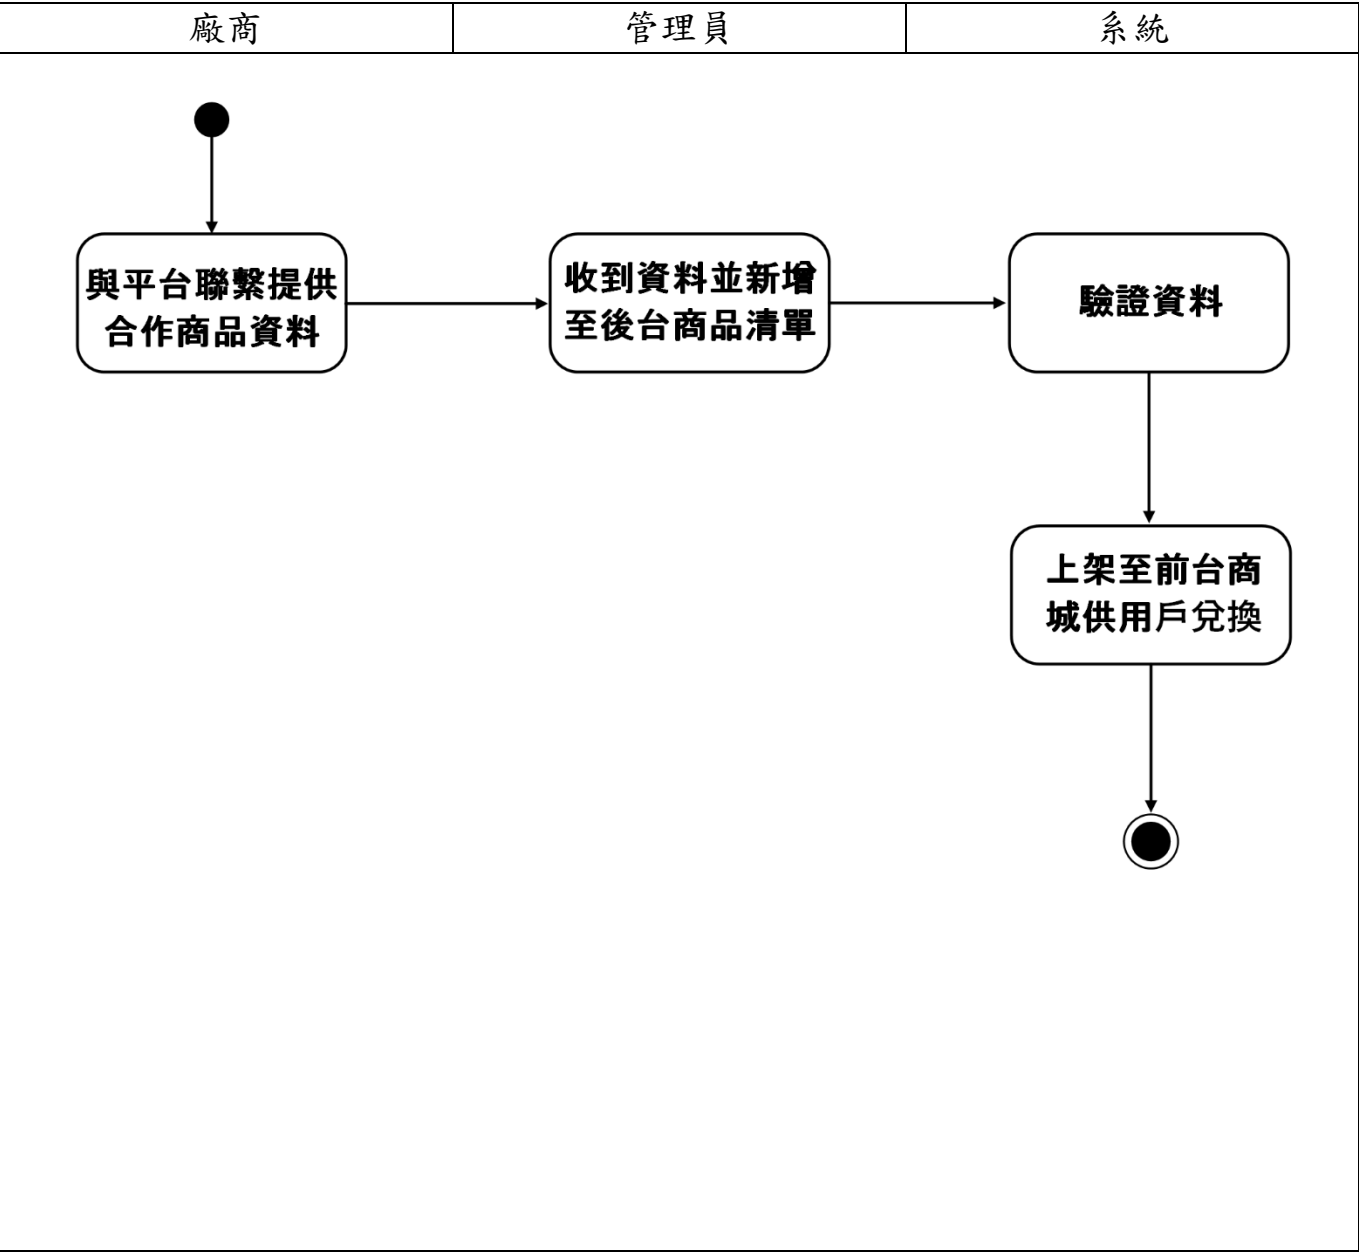 廠商
管理員
系統
與平台聯繫提供
合作商品資料
收到資料並新增
至後台商品清單
驗證資料
上架至前台商
城供用戶兌換